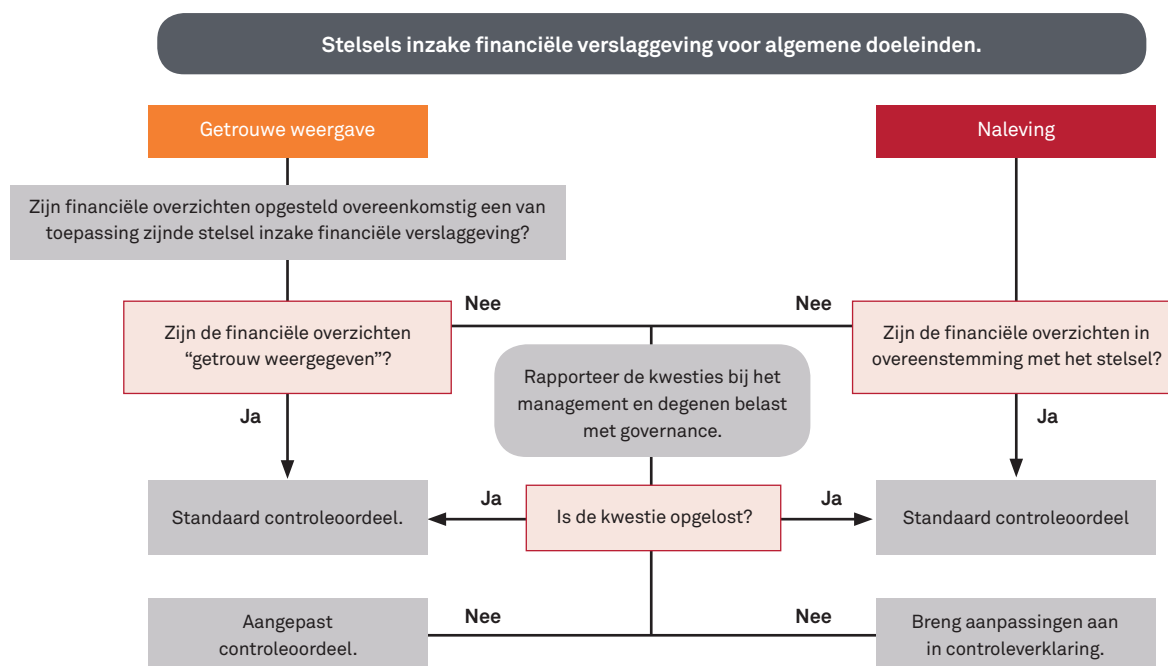 Stelsels inzake financiële verslaggeving voor algemene doeleinden.
Getrouwe weergave
Naleving
Zijn financiële overzichten opgesteld overeenkomstig een van
toepassing zijnde stelsel inzake financiële verslaggeving?
Nee
Nee
Zijn de financiële overzichten
“getrouw weergegeven”?
Zijn de financiële overzichten in
overeenstemming met het stelsel?
Rapporteer de kwesties bij het
management en degenen belast
met governance.
Ja
Ja
Standaard controleoordeel.
Ja
Is de kwestie opgelost?
Ja
Standaard controleoordeel
Aangepast
controleoordeel.
Nee
Nee
Breng aanpassingen aan
in controleverklaring.